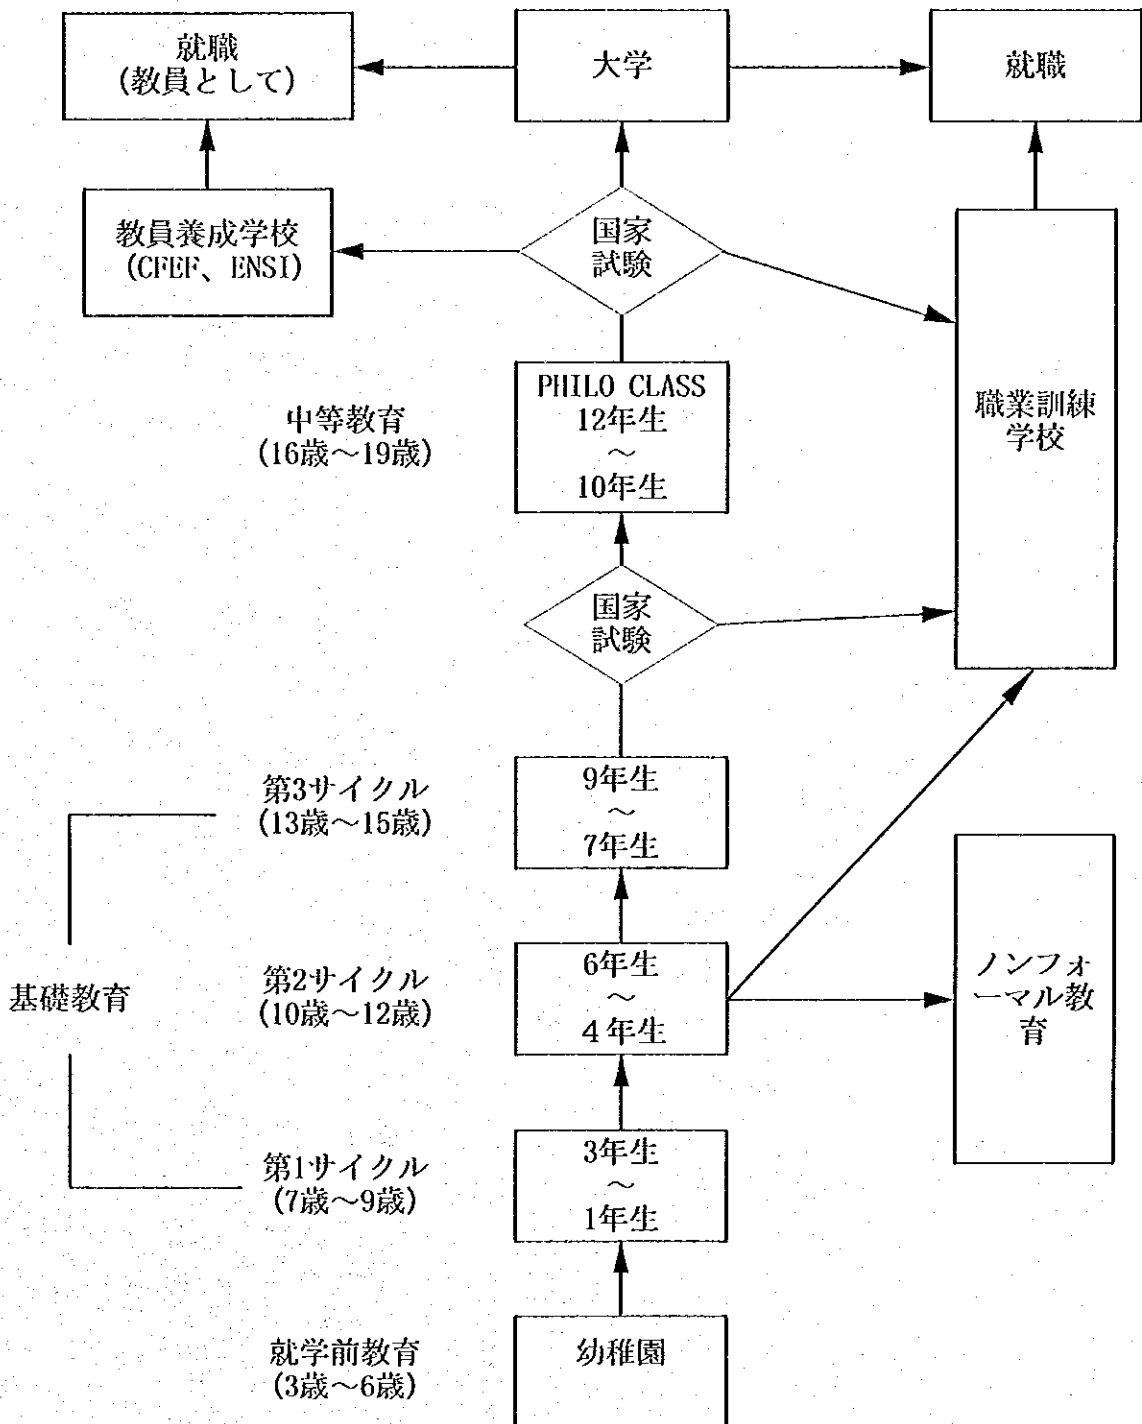 就職
(教員として)
大学
就職
教員養成学校
(CFEF、ENSI)
国家
試験
職業訓練
学校
中等教育
(16歳～19歳)
PHILO CLASS
12年生
～
10年生
国家
試験
第3サイクル
(13歳～15歳)
9年生
～
7年生
基礎教育
第2サイクル
(10歳～12歳)
6年生
～
4年生
ノンフォ
ーマル教
育
第1サイクル
(7歳～9歳)
3年生
～
1年生
就学前教育
(3歳～6歳)
幼稚園